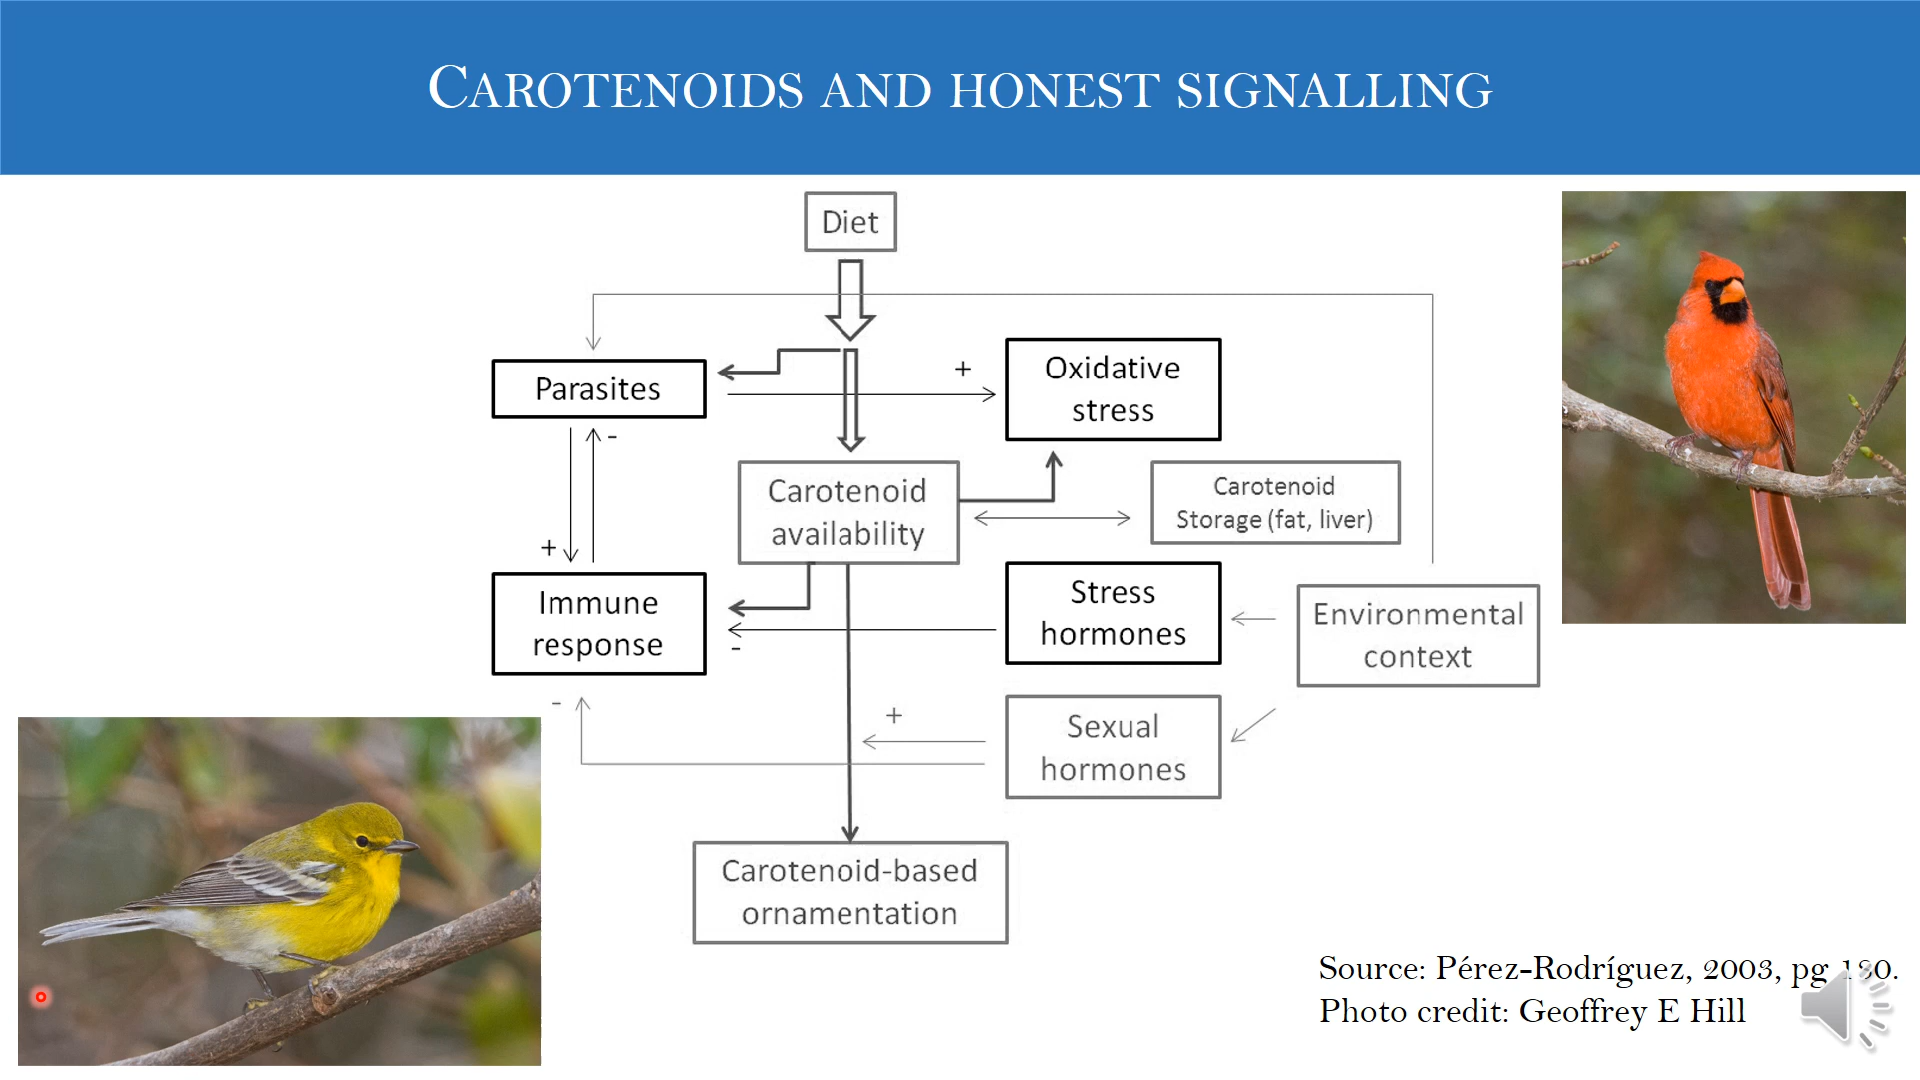 CAROTENOIDS AND HONEST SIGNALLING
Diet
Parasites
+
Oxidative
stress
-
Carotenoid
availability
Carotenoid
Storage (fat, liver)
+
Immune
response
-
Stress
hormones
Environmental
context
-
+
Sexual
hormones
Carotenoid-based
ornamentation
Source: Pérez-Rodríguez, 2003, pg
Photo credit: Geoffrey E Hill